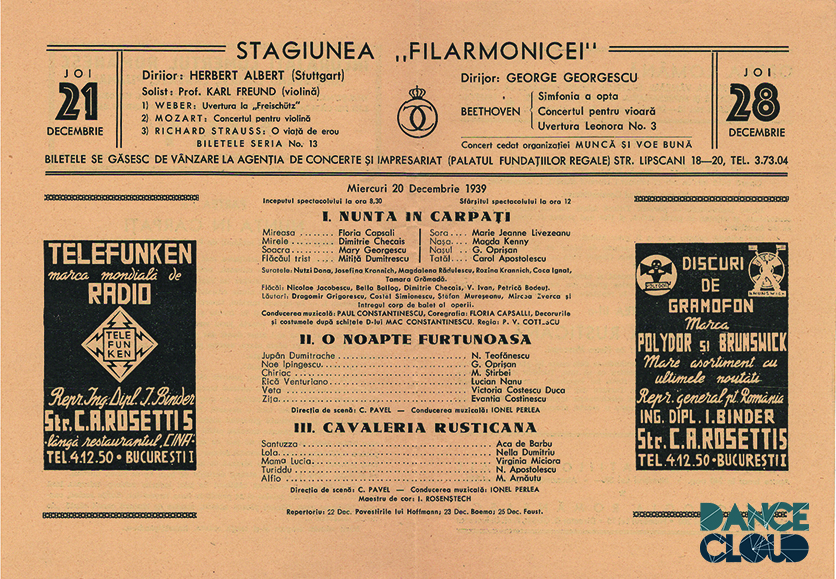 STAGIUNEA „FILARMONICEI"
JOI
21
DECEMBRIE
Dirijor: HERBERT ALBERT (Stuttgart)
Solist: Prof. KARL FREUND (violină)
1) WEBER: Uvertura la „Freischütz"
2) MOZART: Concertul pentru violină
3) RICHARD STRAUSS: O viață de erou
BILETELE SERIA No. 13
Dirijor: GEORGE GEORGESCU
BEETHOVEN
Simfonia a opta
Concertul pentru vioară
Uvertura Leonora No. 3
Concert cedat organizației MUNCĂ ȘI VOE BUNĂ
JOI
28
DECEMBRIE
BILETELE SE GĂSESC DE VÂNZARE LA AGENȚIA DE CONCERTE ȘI IMPRESARIAT (PALATUL FUNDAȚIILOR REGALE) STR. LIPSCANI 18—20, TEL. 3.73.04
Miercuri 20 Decembrie 1939
Inceputul spectacolului la ora 8,30 Sfârșitul spectacolului la ora 12
I. NUNTA IN CARPAȚI
Mireasa Floria Capsali
Mirele Dimitrie Checais
Soacra Mary Georgescu
Flăcăul trist Mitiță Dumitrescu
Sora Marie Jeanne Livezeanu
Nașa Magda Kenny
Nașul G. Oprișan
Tatăl Carol Apostolescu
Suratele: Nutzi Dona, Josefina Krannich, Magdalena Rădulescu, Rozina Krannich, Coca Ignat,
Tamara Grămadă.
Flăcăi: Nicolae Jacobescu, Bella Balog, Dimitrie Checais, V. Ivan, Petrică Bodeuț.
Lăutari: Dragomir Grigorescu, Costel Simionescu, Ștefan Mureșeanu, Mircea Zverca și
întregul corp de balet al operii.
Conducerea muzicală: PAUL CONSTANTINESCU, Coregrafia: FLORIA CAPSALLI, Decorurile
și costumele după schițele D-lui MAC CONSTANTINESCU. Regia: P. V. COTTESCU
II. O NOAPTE FURTUNOASA
Jupân Dumitrache N. Teofănescu
Noe Ipingescu G. Oprișan
Chiriac M. Știrbei
Rică Venturiano Lucian Nanu
Veta Victoria Costescu Duca
Zița Evantia Costinescu
Direcția de scenă: C. PAVEL — Conducerea muzicală: IONEL PERLEA
III. CAVALERIA RUSTICANA
Santuzza Aca de Barbu
Lola Nella Dumitriu
Mama Lucia Virginia Miciora
Turiddu N. Apostolescu
Alfio M. Arnăutu
Direcția de scenă: C. PAVEL — Conducerea muzicală: IONEL PERLEA
Maestru de cor: I. ROSENȘTECH
Repertoriu: 22 Dec. Povestirile lui Hoffmann; 23 Dec. Boema; 25 Dec. Faust.
TELEFUNKEN
marca mondială de
RADIO
TELE
FUN
KEN
Repr. Ing. Dipl. I. Binder
Str. C. A. ROSETTI 5
·lângă restaurantul „CINA"·
TEL 4.12.50 • BUCUREȘTI I
POLYDOR
BRUNSWICK
DISCURI
DE
GRAMOFON
Marca
POLYDOR și BRUNSWICK
Mare asortiment cu
ultimele noutăți
Repr. general pt. România
ING. DIPL. I. BINDER
Str. C. A. ROSETTI 5
TEL 4.12.50 • BUCUREȘTI I
DANCE
CLOUD